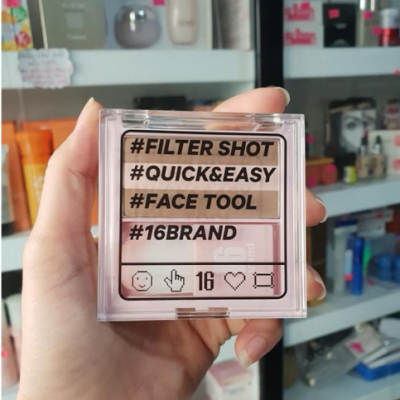 #FILTER SHOT
#QUICK&EASY
#FACE TOOL
#16BRAND
16